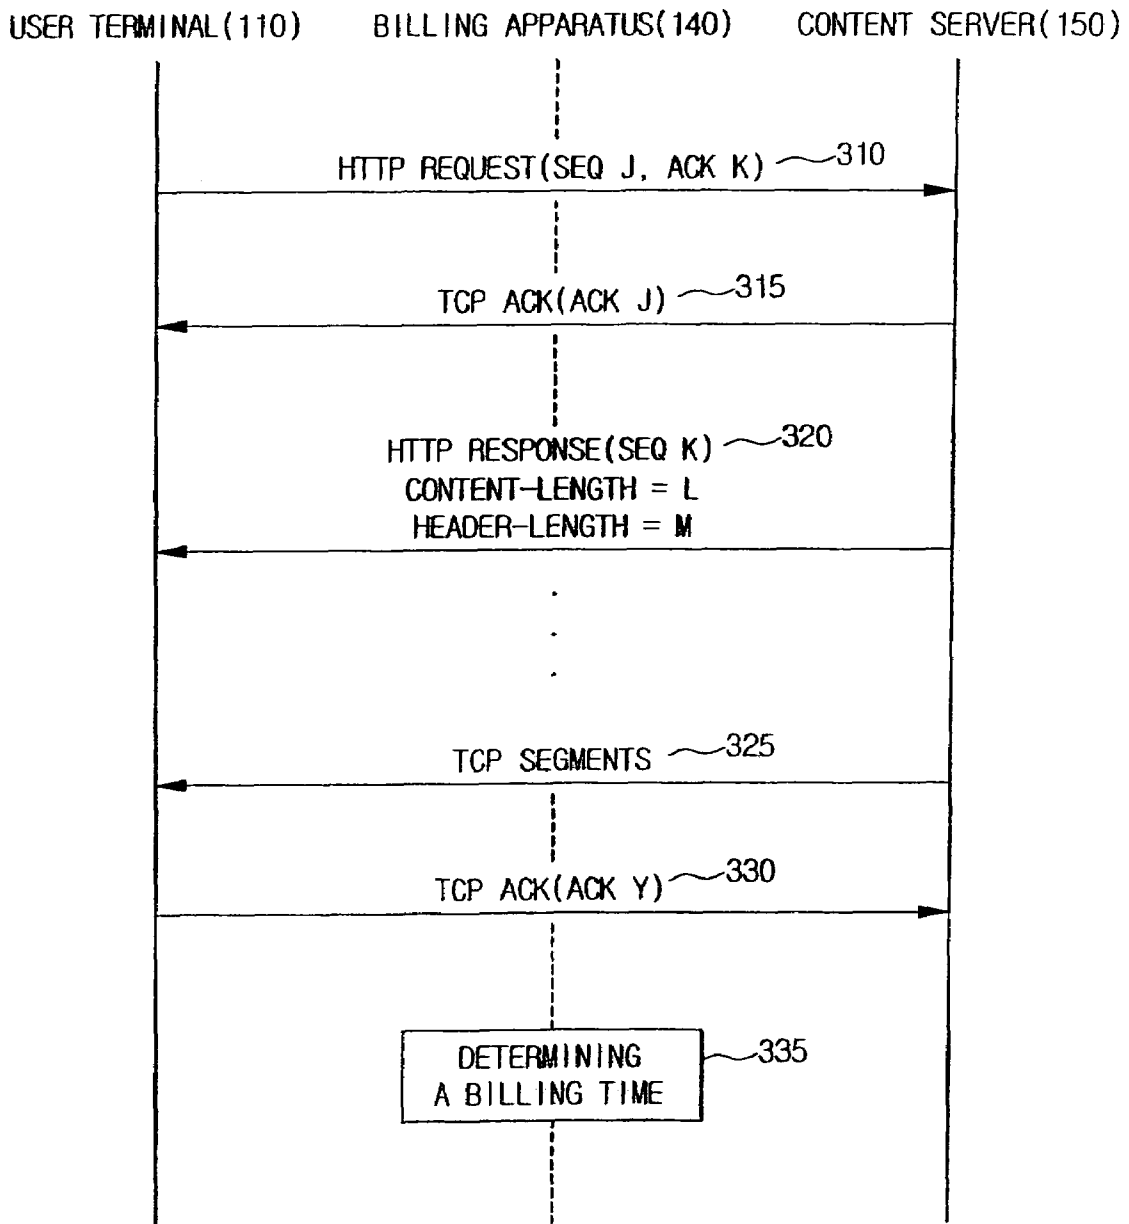 USER TERMINAL(110) BILLING APPARATUS(140) CONTENT SERVER(150)
HTTP REQUEST(SEQ J, ACK K) 310
TCP ACK(ACK J) 315
HTTP RESPONSE(SEQ K) 320
CONTENT-LENGTH = L
HEADER-LENGTH = M
TCP SEGMENTS 325
TCP ACK(ACK Y) 330
DETERMINING 335
A BILLING TIME